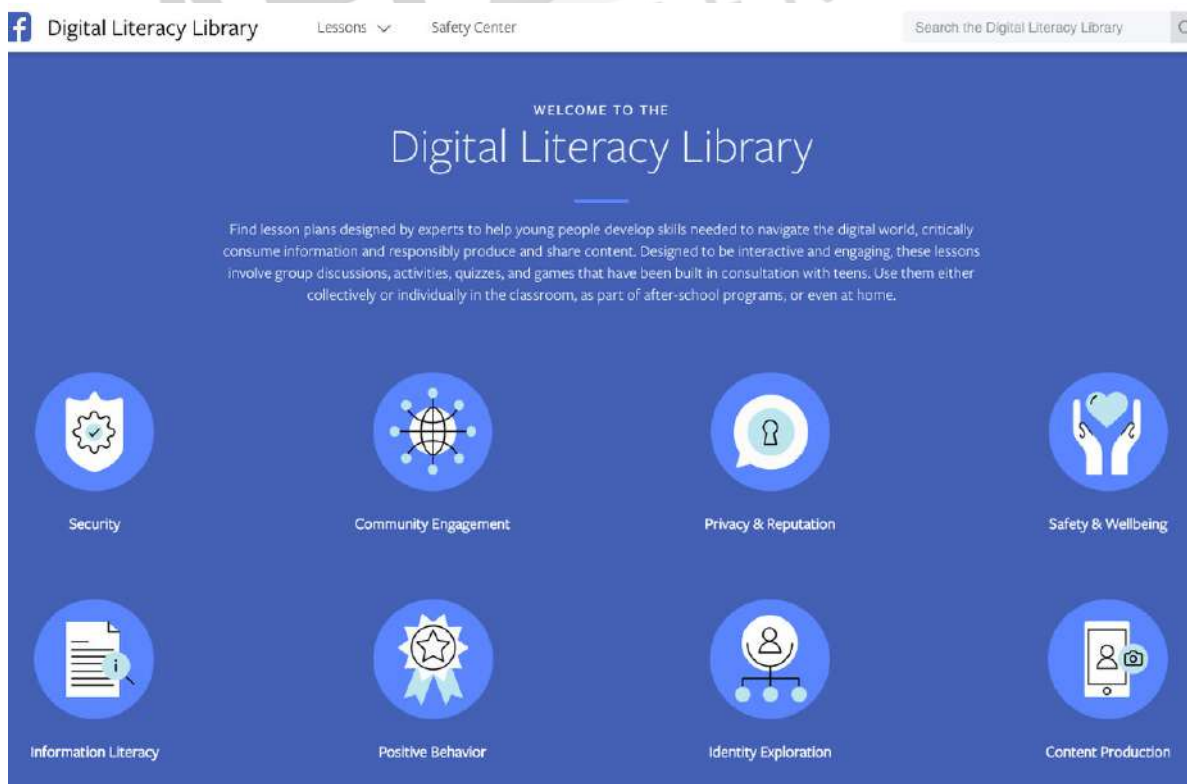 f Digital Literacy Library Lessons Safety Center Search the Digital Literacy Library
WELCOME TO THE
Digital Literacy Library
Find lesson plans designed by experts to help young people develop skills needed to navigate the digital world, critically
consume information and responsibly produce and share content. Designed to be interactive and engaging, these lessons
involve group discussions, activities, quizzes, and games that have been built in consultation with teens. Use them either
collectively or individually in the classroom, as part of after-school programs, or even at home.
Security Community Engagement Privacy & Reputation Safety & Wellbeing
i
Information Literacy Positive Behavior Identity Exploration Content Production